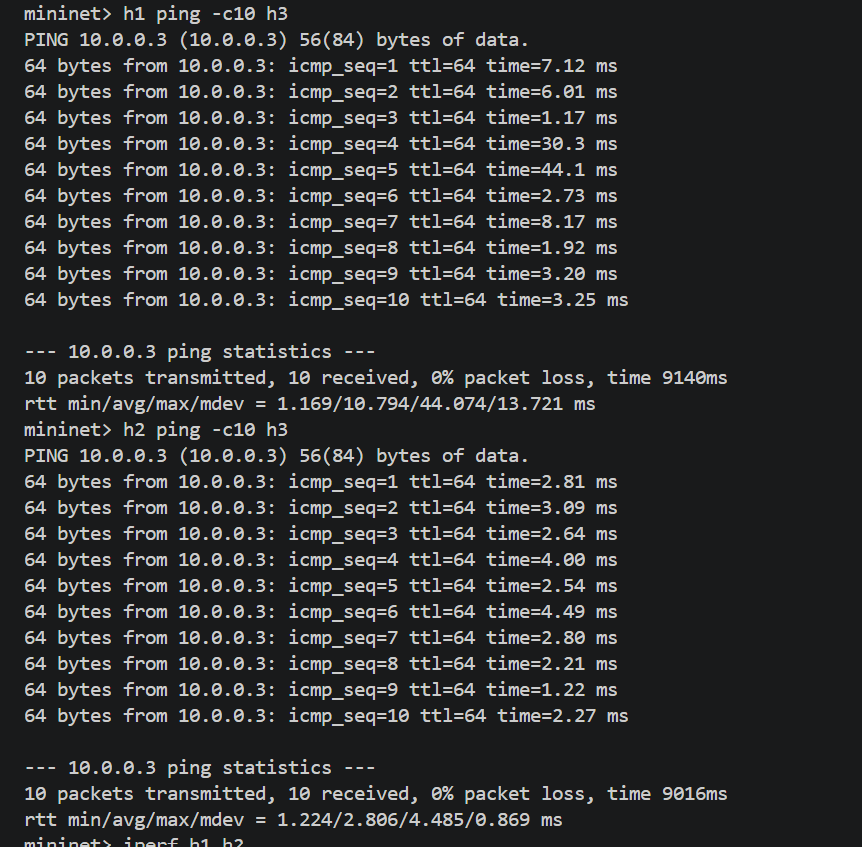 mininet> h1 ping -c10 h3
PING 10.0.0.3 (10.0.0.3) 56(84) bytes of data.
64 bytes from 10.0.0.3: icmp_seq=1 ttl=64 time=7.12 ms
64 bytes from 10.0.0.3: icmp_seq=2 ttl=64 time=6.01 ms
64 bytes from 10.0.0.3: icmp_seq=3 ttl=64 time=1.17 ms
64 bytes from 10.0.0.3: icmp_seq=4 ttl=64 time=30.3 ms
64 bytes from 10.0.0.3: icmp_seq=5 ttl=64 time=44.1 ms
64 bytes from 10.0.0.3: icmp_seq=6 ttl=64 time=2.73 ms
64 bytes from 10.0.0.3: icmp_seq=7 ttl=64 time=8.17 ms
64 bytes from 10.0.0.3: icmp_seq=8 ttl=64 time=1.92 ms
64 bytes from 10.0.0.3: icmp_seq=9 ttl=64 time=3.20 ms
64 bytes from 10.0.0.3: icmp_seq=10 ttl=64 time=3.25 ms
--- 10.0.0.3 ping statistics ---
10 packets transmitted, 10 received, 0% packet loss, time 9140ms
rtt min/avg/max/mdev = 1.169/10.794/44.074/13.721 ms
mininet> h2 ping -c10 h3
PING 10.0.0.3 (10.0.0.3) 56(84) bytes of data.
64 bytes from 10.0.0.3: icmp_seq=1 ttl=64 time=2.81 ms
64 bytes from 10.0.0.3: icmp_seq=2 ttl=64 time=3.09 ms
64 bytes from 10.0.0.3: icmp_seq=3 ttl=64 time=2.64 ms
64 bytes from 10.0.0.3: icmp_seq=4 ttl=64 time=4.00 ms
64 bytes from 10.0.0.3: icmp_seq=5 ttl=64 time=2.54 ms
64 bytes from 10.0.0.3: icmp_seq=6 ttl=64 time=4.49 ms
64 bytes from 10.0.0.3: icmp_seq=7 ttl=64 time=2.80 ms
64 bytes from 10.0.0.3: icmp_seq=8 ttl=64 time=2.21 ms
64 bytes from 10.0.0.3: icmp_seq=9 ttl=64 time=1.22 ms
64 bytes from 10.0.0.3: icmp_seq=10 ttl=64 time=2.27 ms
--- 10.0.0.3 ping statistics ---
10 packets transmitted, 10 received, 0% packet loss, time 9016ms
rtt min/avg/max/mdev = 1.224/2.806/4.485/0.869 ms
mininet> iperf h1 h2